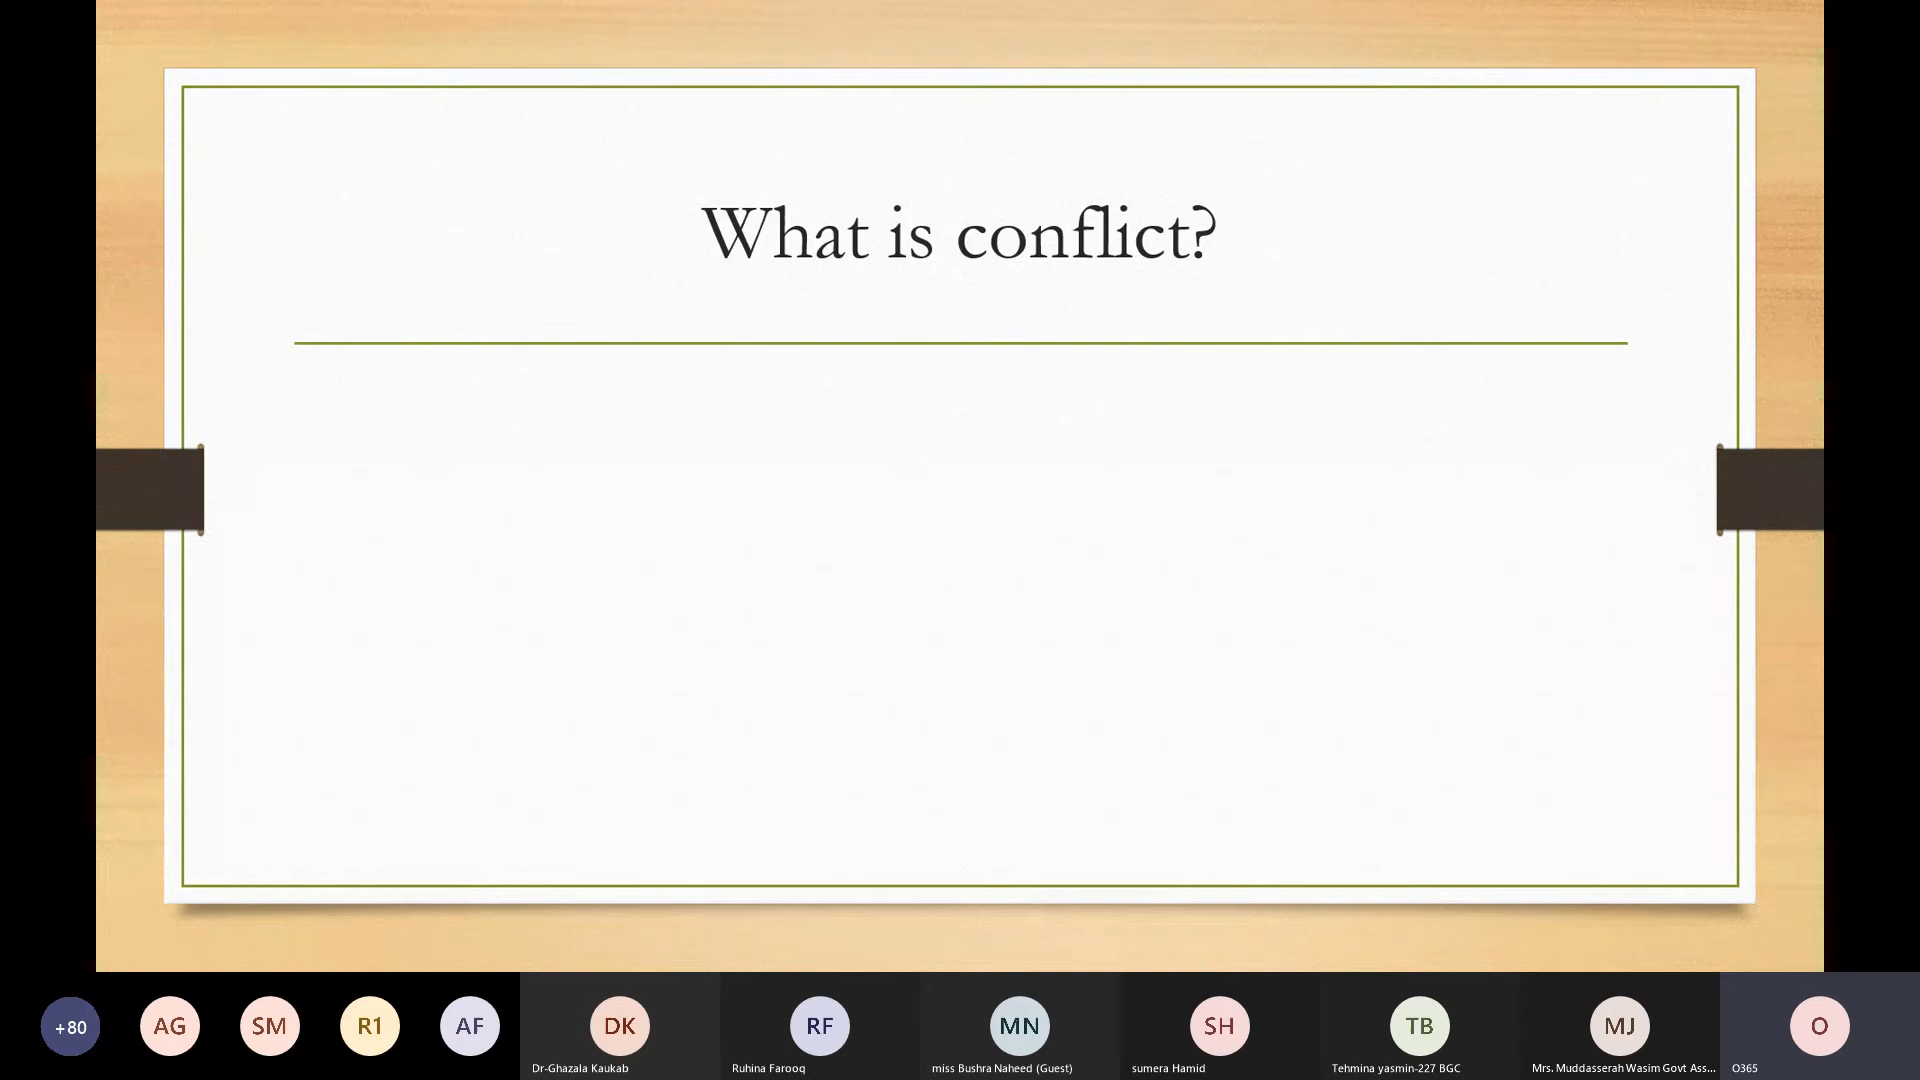 What is conflict?
+80
AG
SM
R1
AF
DK
RF
MN
SH
TB
MJ
O
Dr-Ghazala Kaukab
Ruhina Farooq
miss Bushra Naheed (Guest)
sumera Hamid
Tehmina yasmin-227 BGC
Mrs. Muddasserah Wasim Govt Ass...
O365